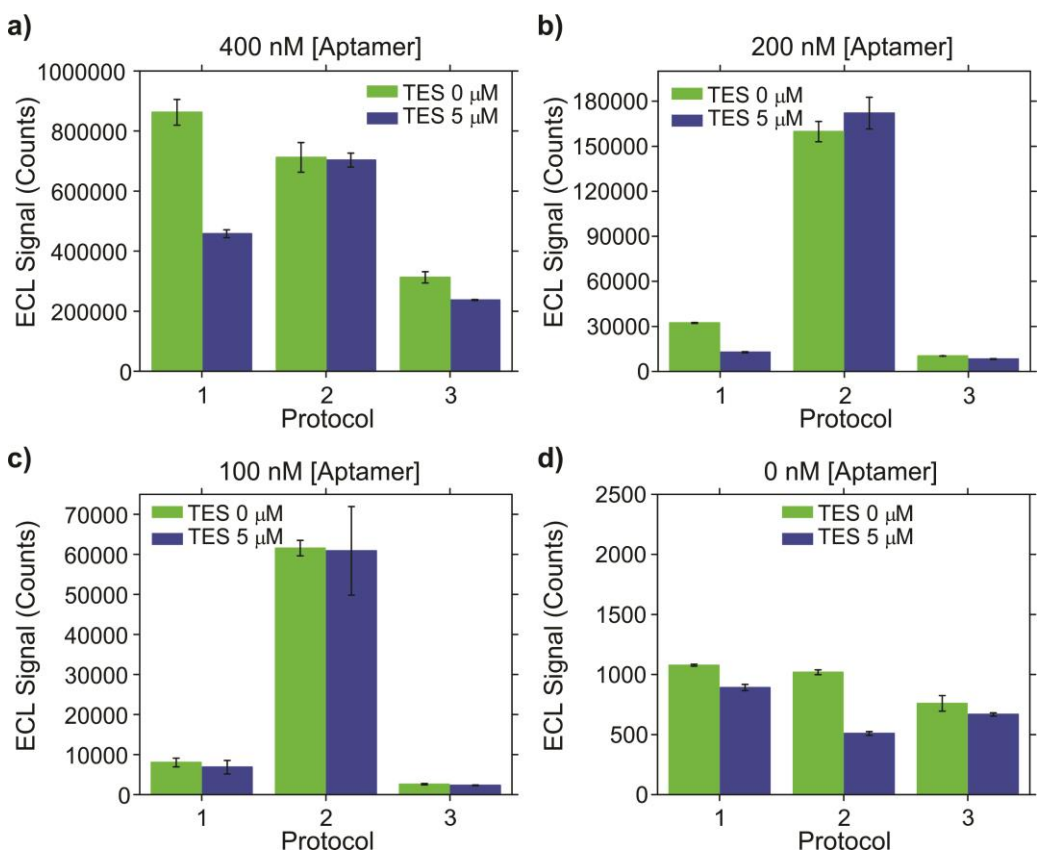 a)
400 nM [Aptamer]
ECL Signal (Counts)
1000000
800000
600000
400000
200000
0
TES 0 μM
TES 5 μM
1 2 3
Protocol
b)
200 nM [Aptamer]
ECL Signal (Counts)
180000
150000
120000
90000
60000
30000
0
TES 0 μM
TES 5 μM
1 2 3
Protocol
c)
100 nM [Aptamer]
ECL Signal (Counts)
70000
60000
50000
40000
30000
20000
10000
0
TES 0 μM
TES 5 μM
1 2 3
Protocol
d)
0 nM [Aptamer]
ECL Signal (Counts)
2500
2000
1500
1000
500
0
TES 0 μM
TES 5 μM
1 2 3
Protocol